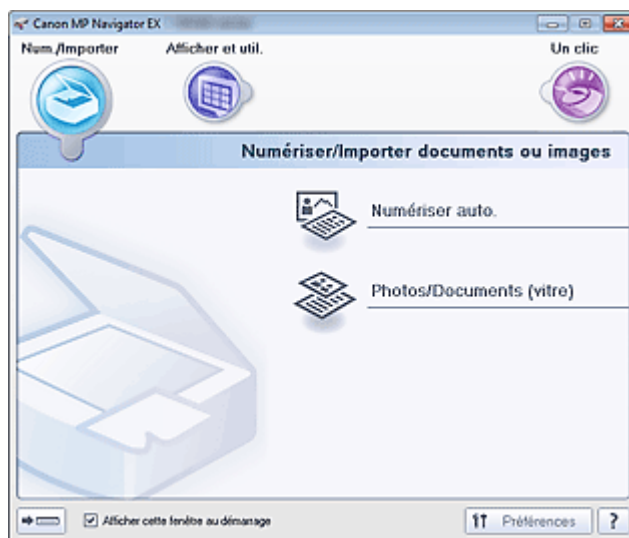 Canon MP Navigator EX
Num./Importer
Afficher et util.
Un clic
Numériser/Importer documents ou images
Numériser auto.
Photos/Documents (vitre)
Afficher cette fenêtre au démarrage
Préférences
?